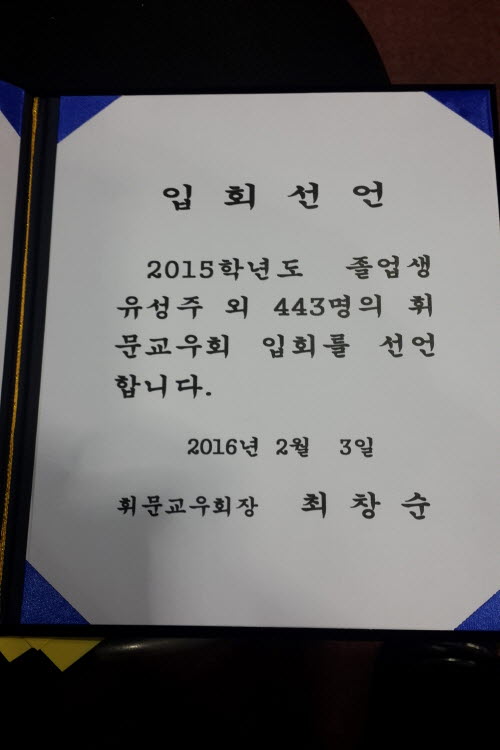 입 회 선 언
2015학년도 졸업생
유성주 외 443명의 휘
문교우회 입회를 선언
합니다.
2016년 2월 3일
휘문교우회장 최 창 순